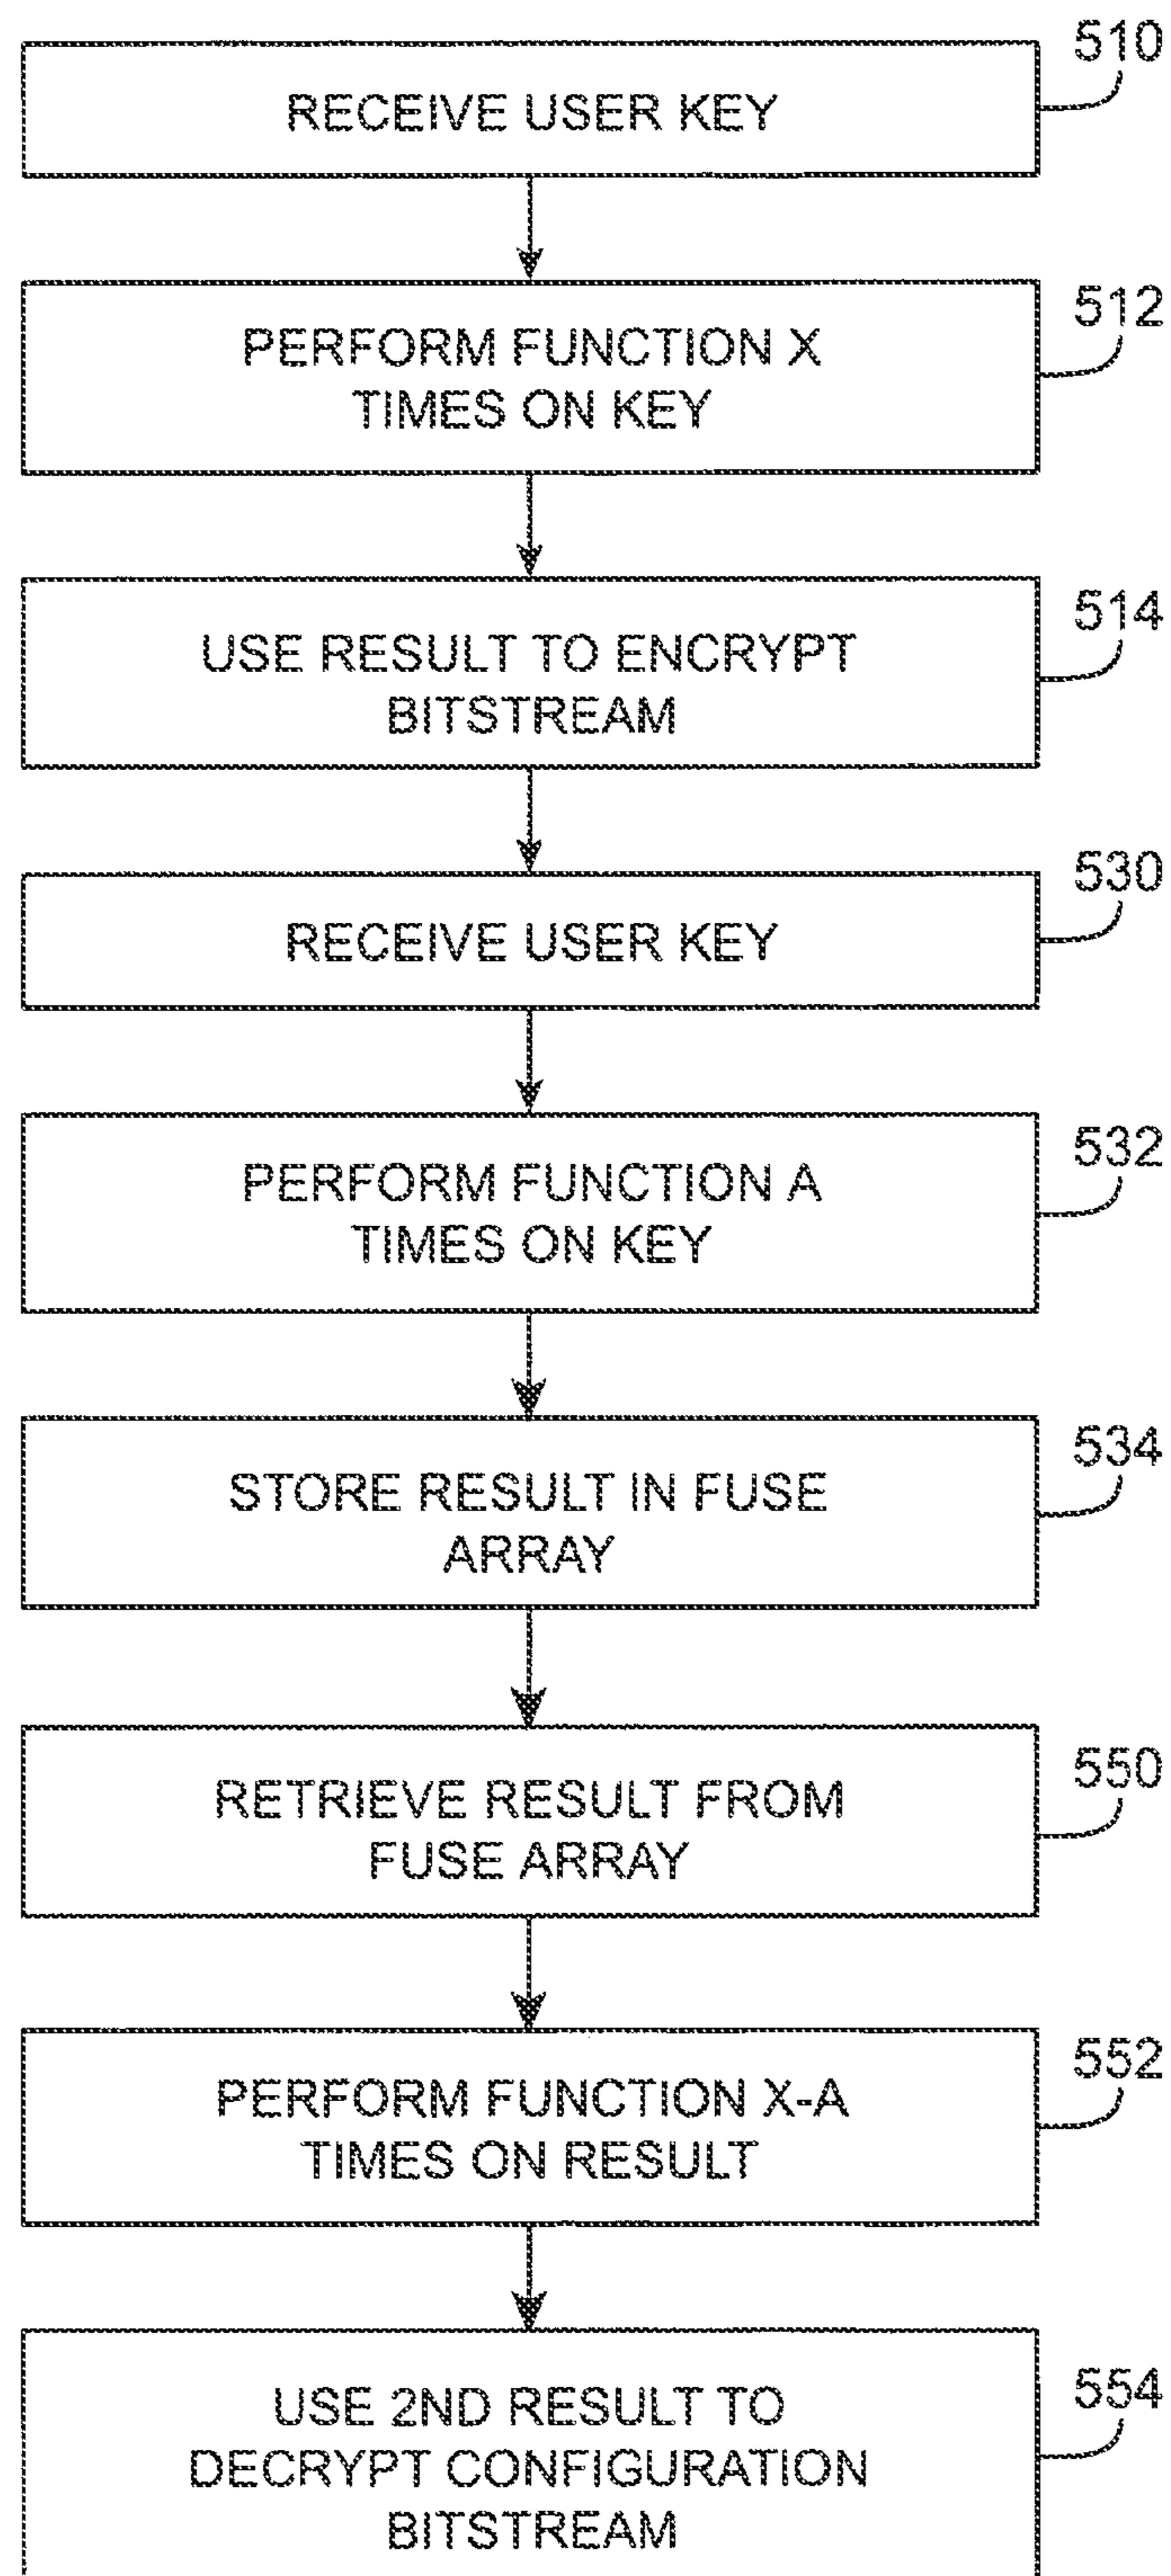 510
RECEIVE USER KEY
512
PERFORM FUNCTION X
TIMES ON KEY
514
USE RESULT TO ENCRYPT
BITSTREAM
530
RECEIVE USER KEY
532
PERFORM FUNCTION A
TIMES ON KEY
534
STORE RESULT IN FUSE
ARRAY
550
RETRIEVE RESULT FROM
FUSE ARRAY
552
PERFORM FUNCTION X-A
TIMES ON RESULT
554
USE 2ND RESULT TO
DECRYPT CONFIGURATION
BITSTREAM